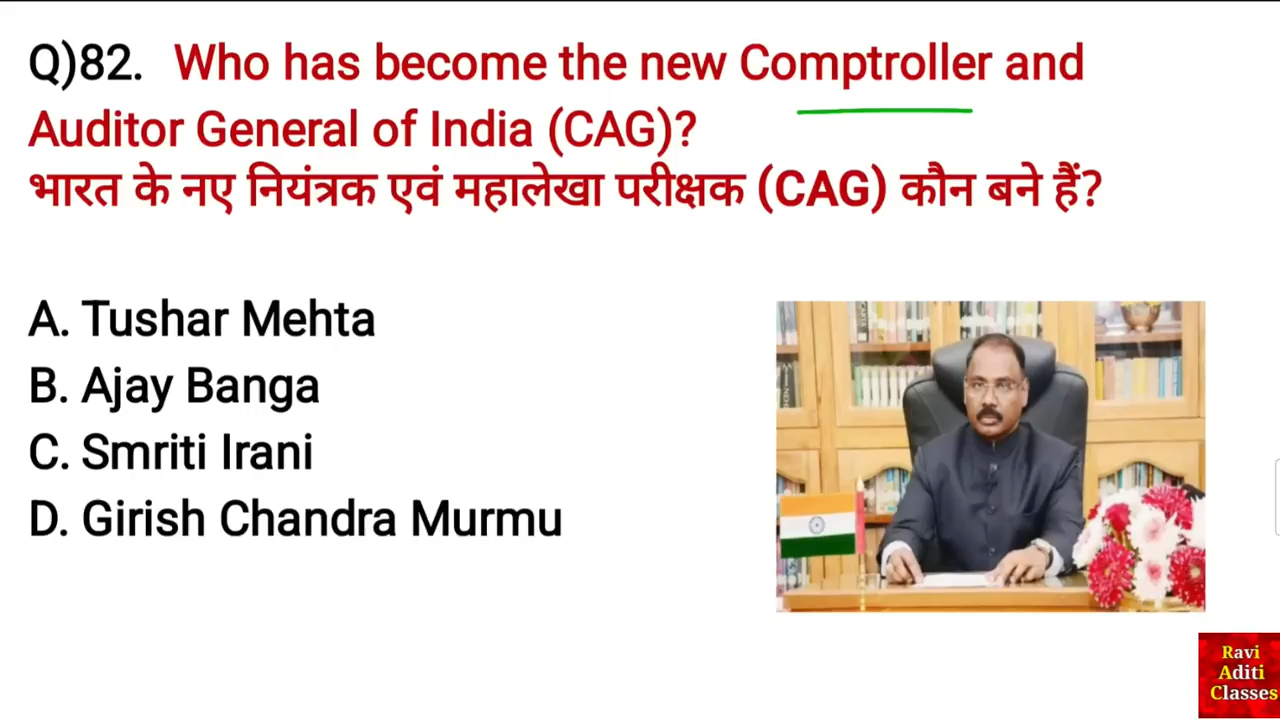 Q)82. Who has become the new Comptroller and
Auditor General of India (CAG)?
भारत के नए नियंत्रक एवं महालेखा परीक्षक (CAG) कौन बने हैं?
A. Tushar Mehta
B. Ajay Banga
C. Smriti Irani
D. Girish Chandra Murmu
Ravi
Aditi
Classes